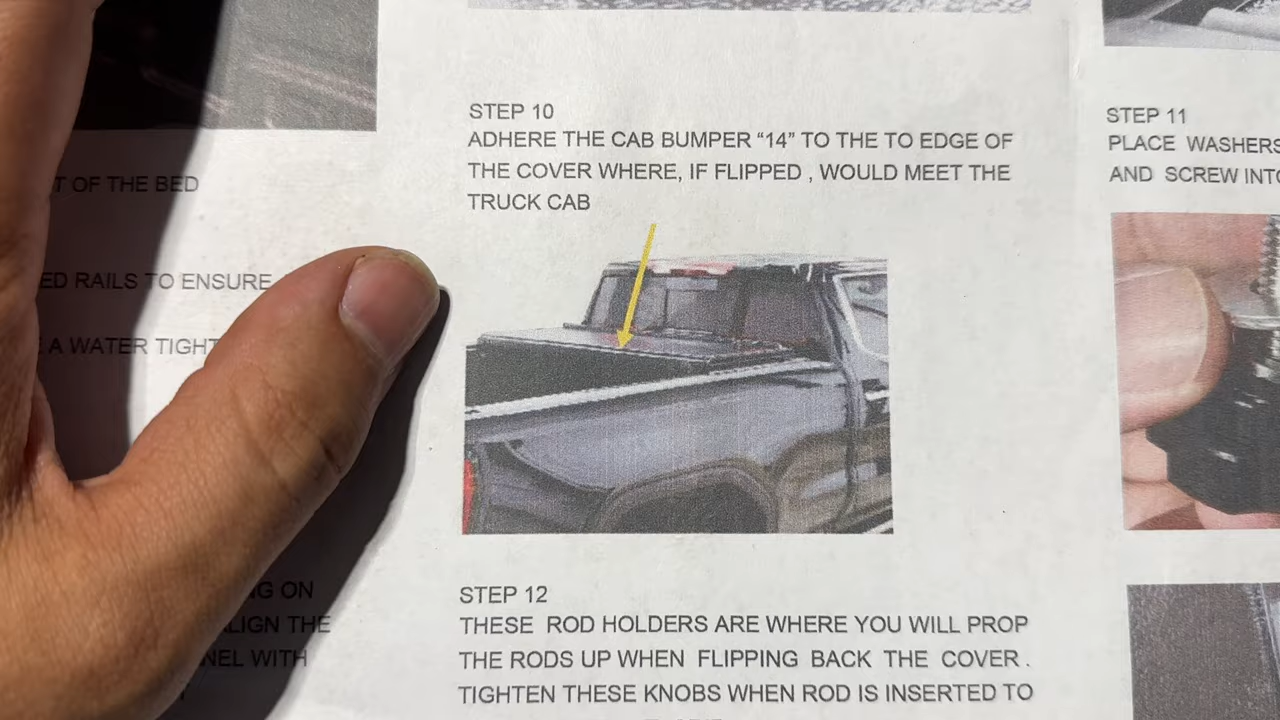 T OF THE BED
ED RAILS TO ENSURE
A WATER TIGHT
G ON
ALIGN THE
NEL WITH
STEP 10
ADHERE THE CAB BUMPER “14” TO THE TO EDGE OF
THE COVER WHERE, IF FLIPPED , WOULD MEET THE
TRUCK CAB
STEP 12
THESE ROD HOLDERS ARE WHERE YOU WILL PROP
THE RODS UP WHEN FLIPPING BACK THE COVER .
TIGHTEN THESE KNOBS WHEN ROD IS INSERTED TO
STEP 11
PLACE WASHERS
AND SCREW INTO